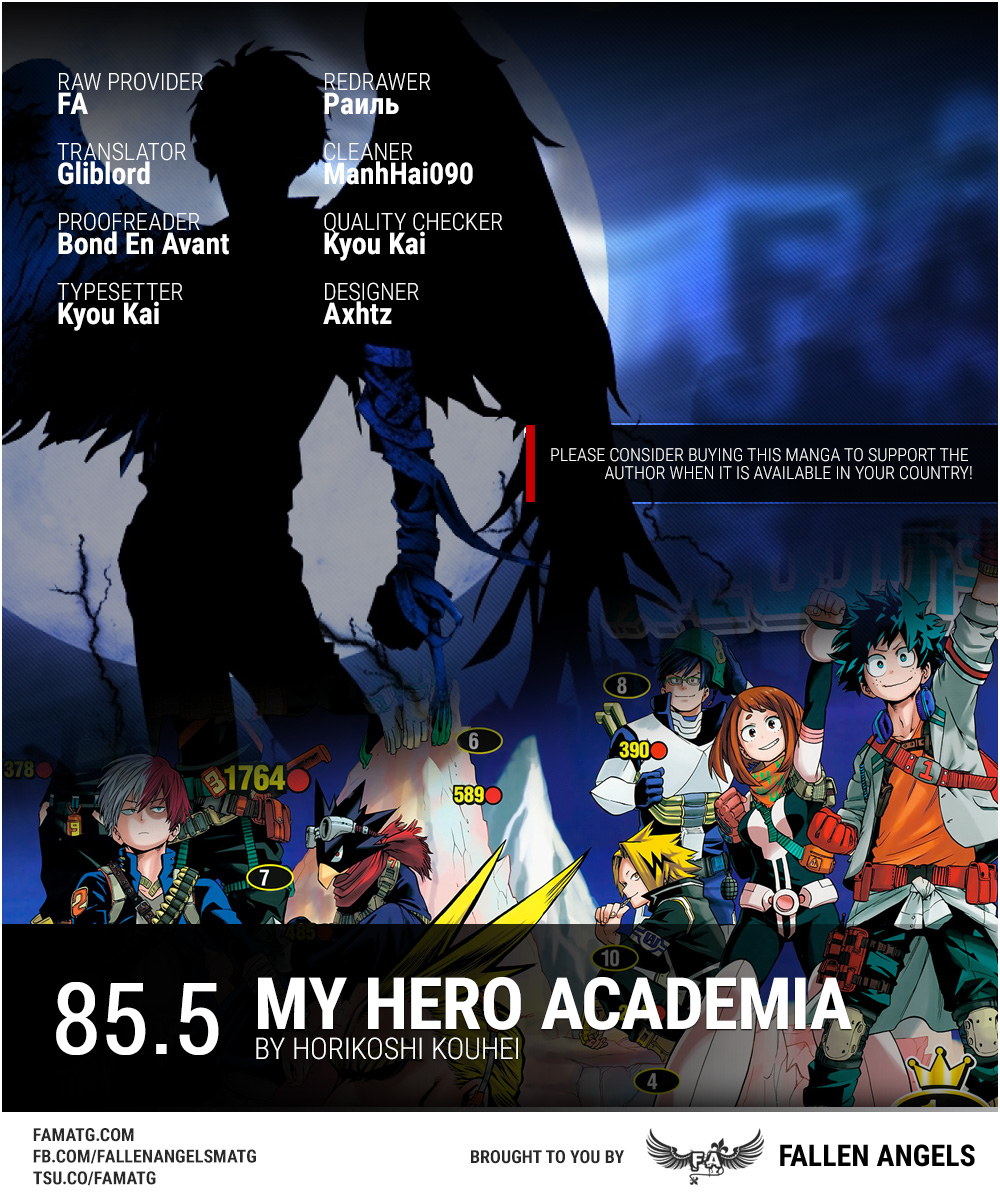 RAW PROVIDER
FA
TRANSLATOR
Gliblord
PROOFREADER
Bond En Avant
TYPESETTER
Kyou Kai
REDRAWER
Раиль
CLEANER
ManhHai090
QUALITY CHECKER
Kyou Kai
DESIGNER
Axhtz
PLEASE CONSIDER BUYING THIS MANGA TO SUPPORT THE
AUTHOR WHEN IT IS AVAILABLE IN YOUR COUNTRY!
8
390
6
589
378
1764
7
485
10
1
2
4
85.5
MY HERO ACADEMIA
BY HORIKOSHI KOUHEI
FAMATG.COM
FB.COM/FALLENANGELSMATG
TSU.CO/FAMATG
BROUGHT TO YOU BY
FA
FALLEN ANGELS